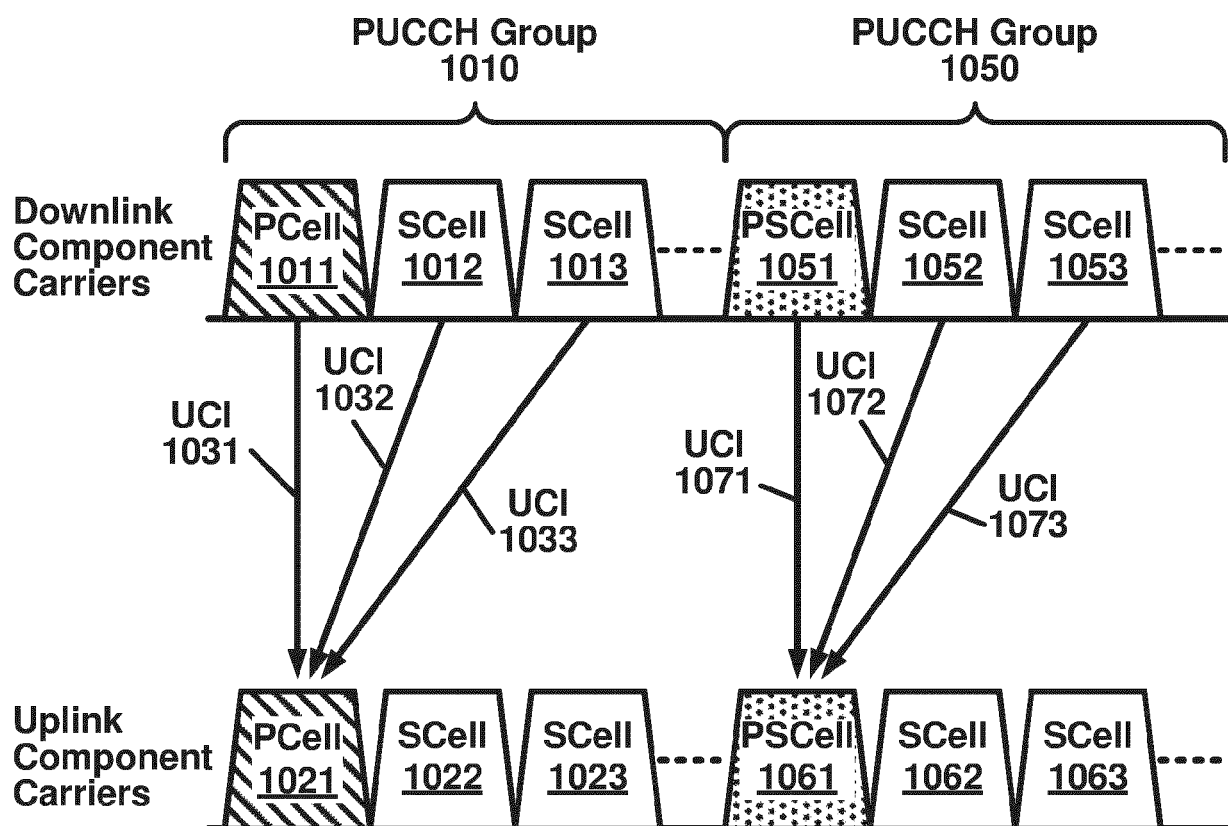 PUCCH Group
1010
PUCCH Group
1050
Downlink
Component
Carriers
PCell
1011
SCell
1012
SCell
1013
PSCell
1051
SCell
1052
SCell
1053
UCI
1031
UCI
1032
UCI
1033
UCI
1071
UCI
1072
UCI
1073
Uplink
Component
Carriers
PCell
1021
SCell
1022
SCell
1023
PSCell
1061
SCell
1062
SCell
1063